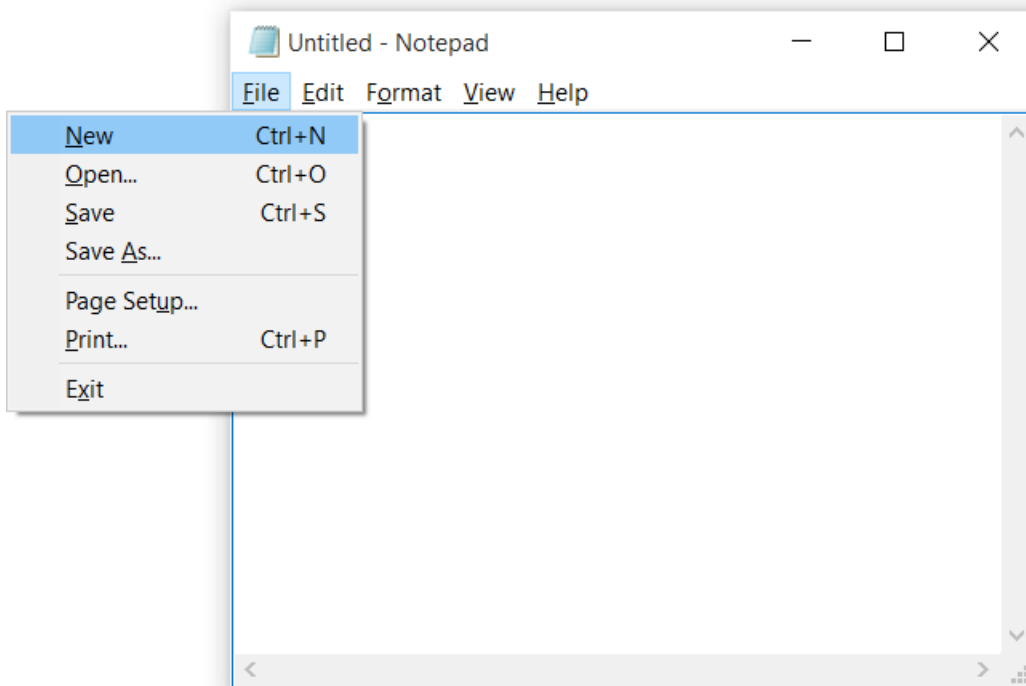 Untitled - Notepad
File Edit Format View Help
New Ctrl+N
Open... Ctrl+O
Save Ctrl+S
Save As...
Page Setup...
Print... Ctrl+P
Exit